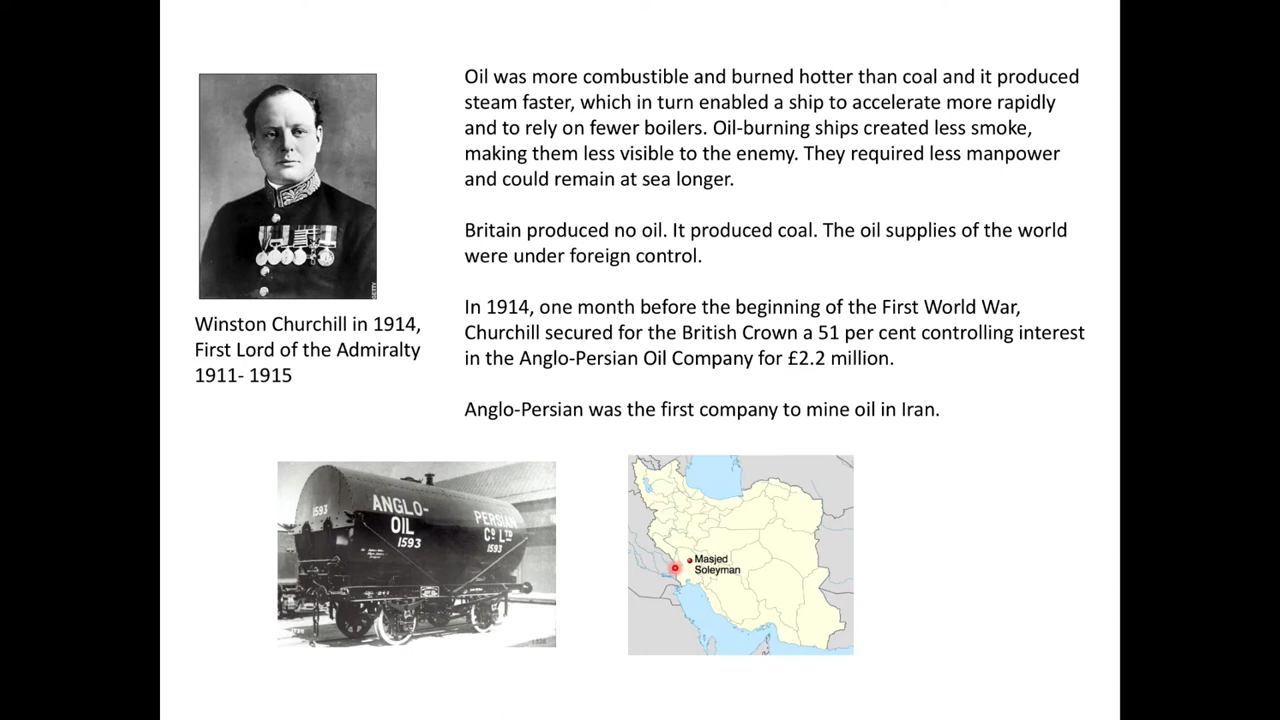 Oil was more combustible and burned hotter than coal and it produced
steam faster, which in turn enabled a ship to accelerate more rapidly
and to rely on fewer boilers. Oil-burning ships created less smoke,
making them less visible to the enemy. They required less manpower
and could remain at sea longer.
Britain produced no oil. It produced coal. The oil supplies of the world
were under foreign control.
In 1914, one month before the beginning of the First World War,
Churchill secured for the British Crown a 51 per cent controlling interest
in the Anglo-Persian Oil Company for £2.2 million.
Anglo-Persian was the first company to mine oil in Iran.
GETTY
Winston Churchill in 1914,
First Lord of the Admiralty
1911- 1915
1593
ANGLO-
OIL
1593
PERSIAN
Cº LTD
1593
Masjed
Soleyman